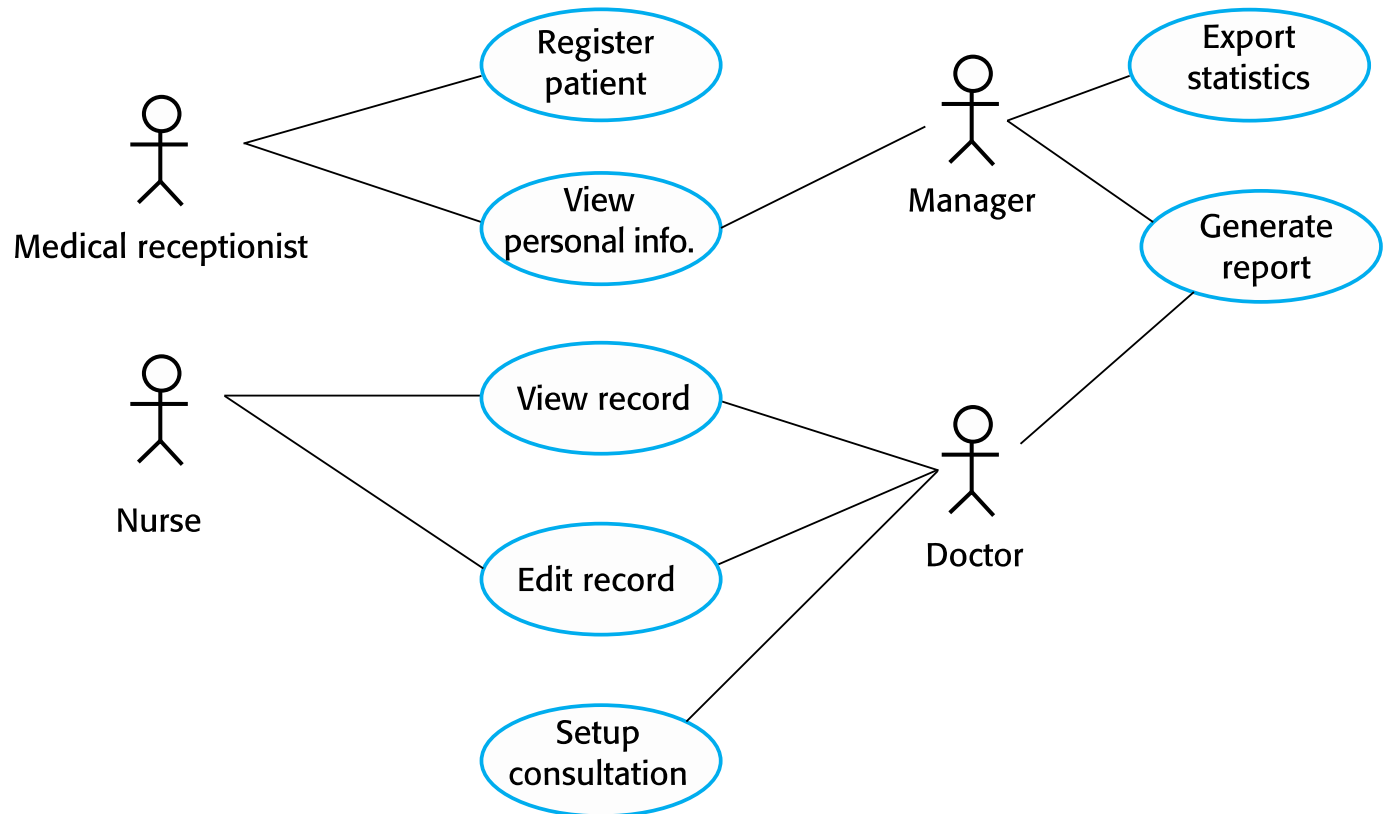 Register
patient
Export
statistics
Medical receptionist
View
personal info.
Manager
Generate
report
View record
Nurse
Edit record
Doctor
Setup
consultation